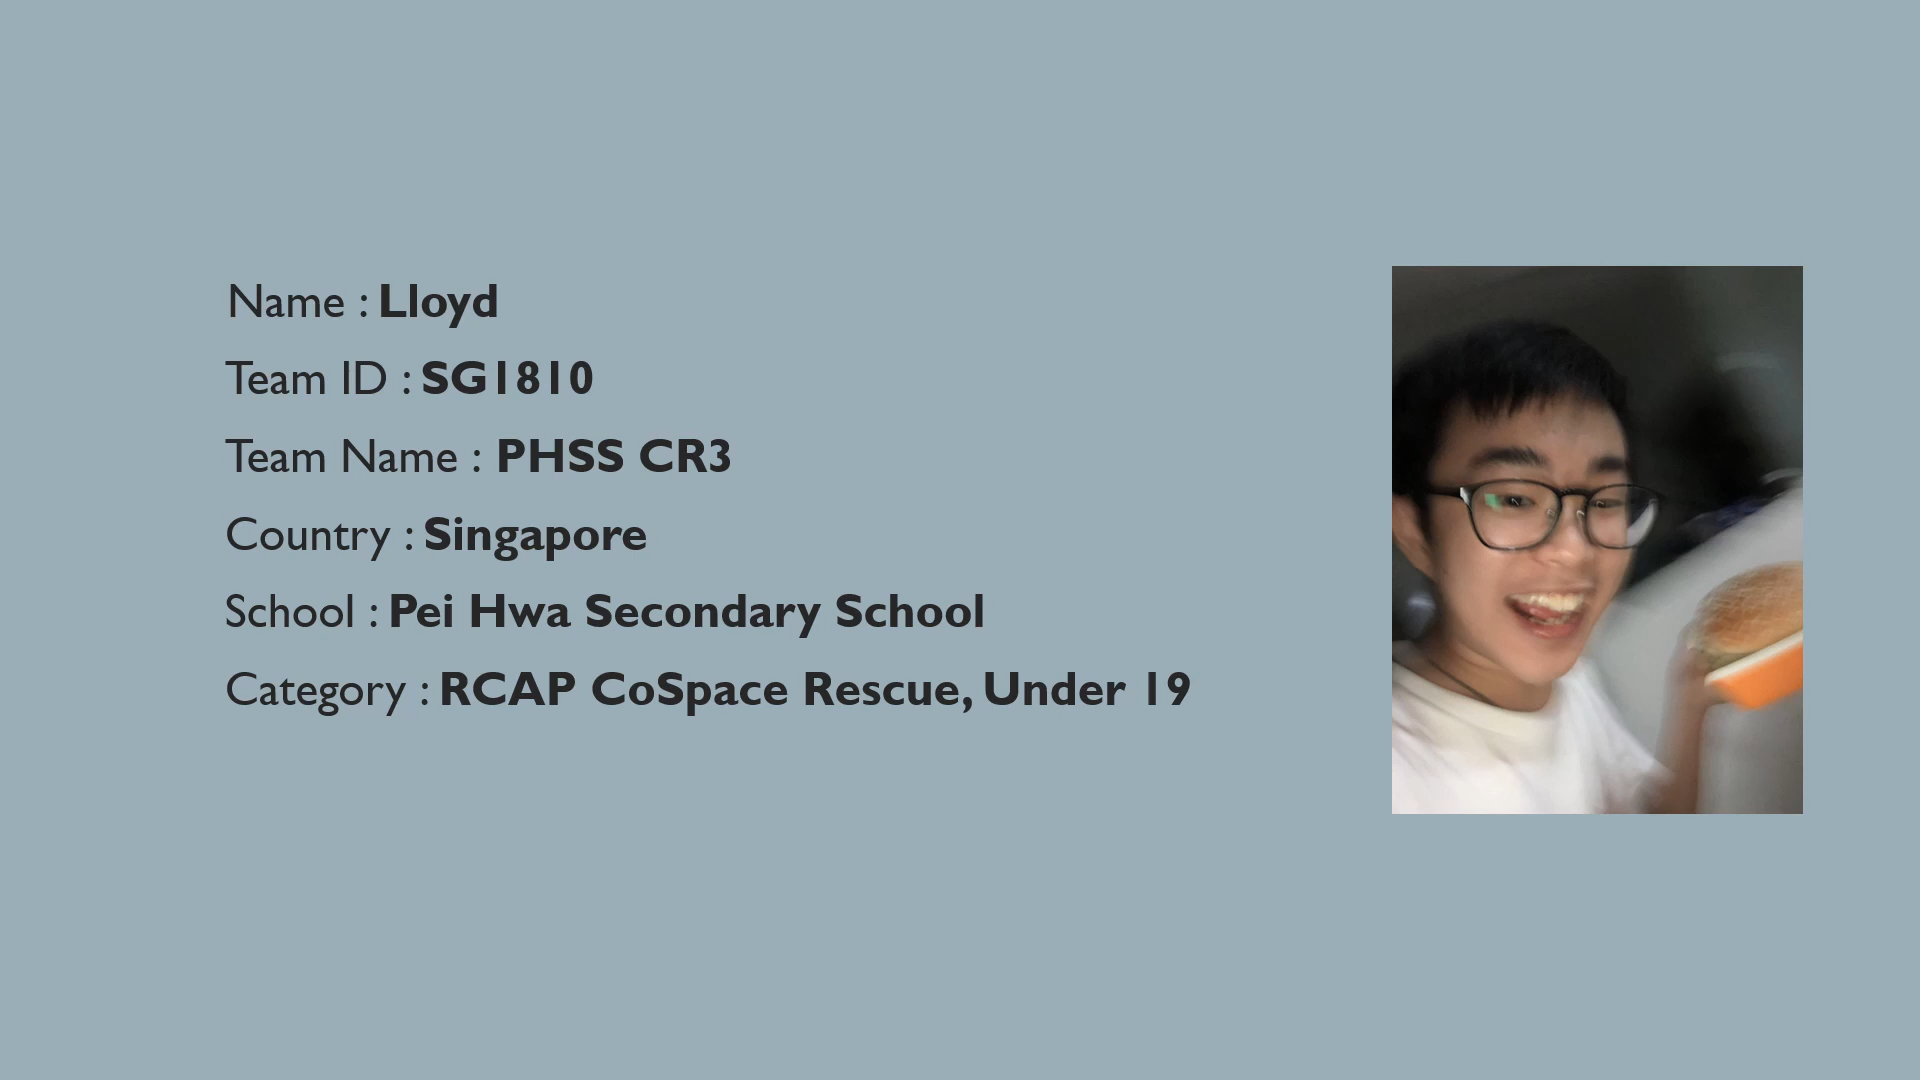 Name : Lloyd
Team ID : SG1810
Team Name : PHSS CR3
Country : Singapore
School : Pei Hwa Secondary School
Category : RCAP CoSpace Rescue, Under 19